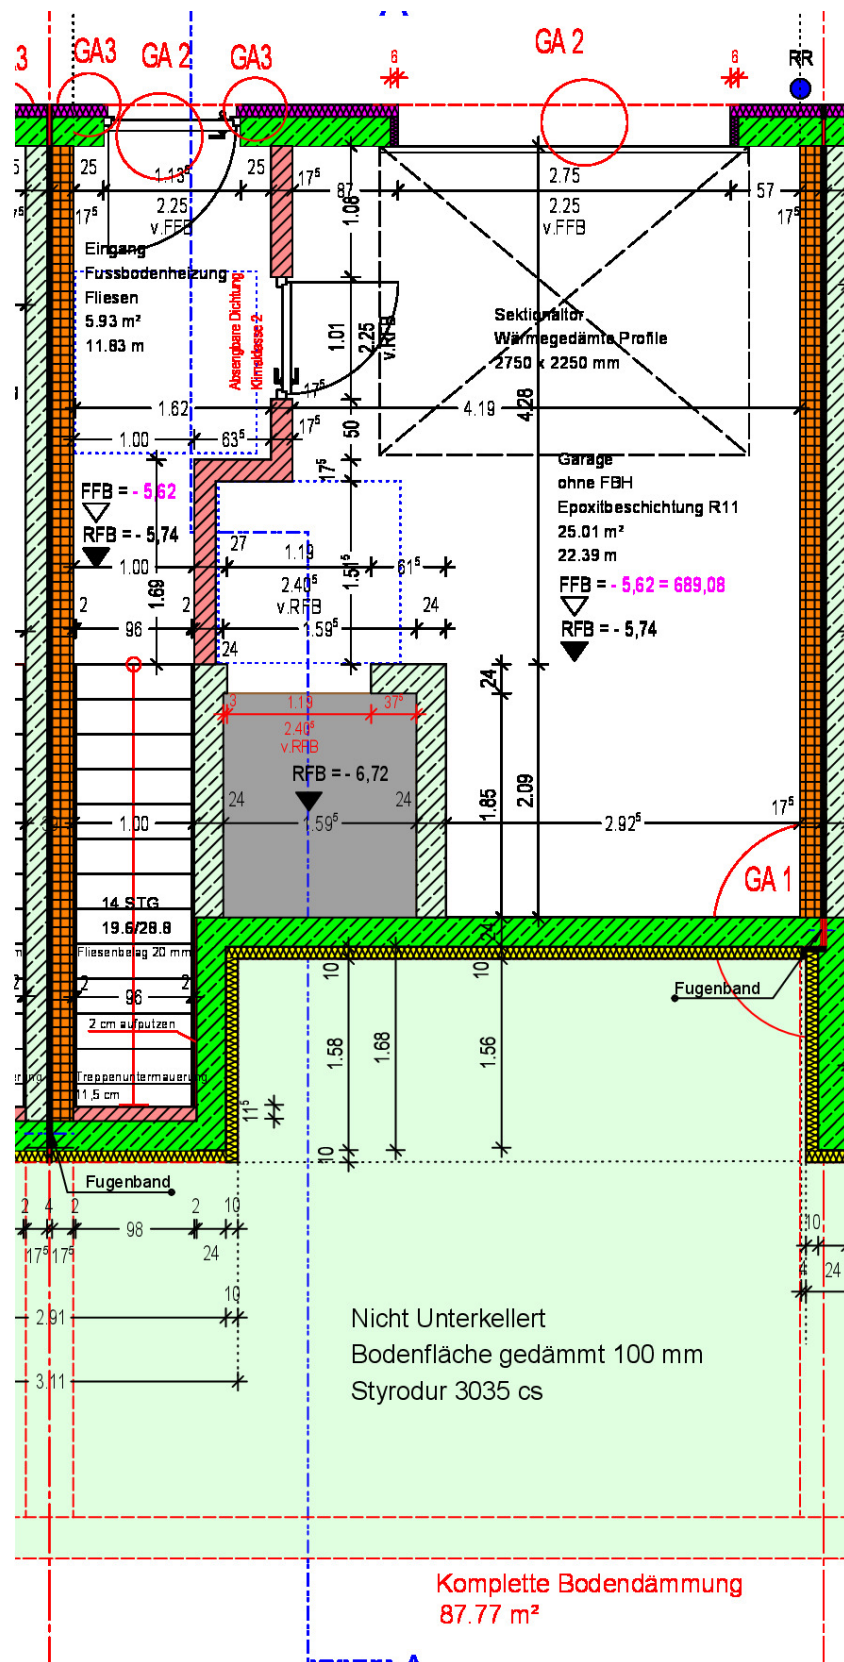 GA3
GA 2
GA3
GA 2
6
6
RR
25
1.13⁵
25
17⁵
87
2.75
57
17⁵
2.25
v.FFB
1.08
2.25
v.FFB
17⁵
Eingang
Fussbodenheizung
Fliesen
5.93 m²
11.83 m
Absengbare Dichtung
Klimaklasse 2
1.01
2.25
v.RFB
Sektionaltor
Wärmegedämte Profile
2750 x 2250 mm
17⁵
1.62
4.19
4.28
1.00
63⁵
17⁵
50
17⁵
Garage
ohne FBH
Epoxitbeschichtung R11
25.01 m²
22.39 m
FFB = - 5,62 = 689,08
RFB = - 5,74
FFB = - 5,62
RFB = - 5,74
27
1.19
61⁵
1.00
1.69
2.40⁵
v.RFB
1.51⁵
2
2
24
96
1.59⁵
24
24
3
1.19
37⁵
2.40⁵
v.RFB
RFB = - 6,72
24
24
1.85
2.09
17⁵
1.00
1.59⁵
2.92⁵
GA 1
14 STG
19.6/28.8
24
Fliesenbelag 20 mm
2
2
96
10
10
Fugenband
2 cm aufputzen
1.58
1.68
1.56
Treppenuntermauerung
11,5 cm
11⁵
10
Fugenband
2
4
2
98
2
10
10
17⁵
17⁵
24
4
24
10
2.91
3.11
Nicht Unterkellert
Bodenfläche gedämmt 100 mm
Styrodur 3035 cs
Komplette Bodendämmung
87.77 m²